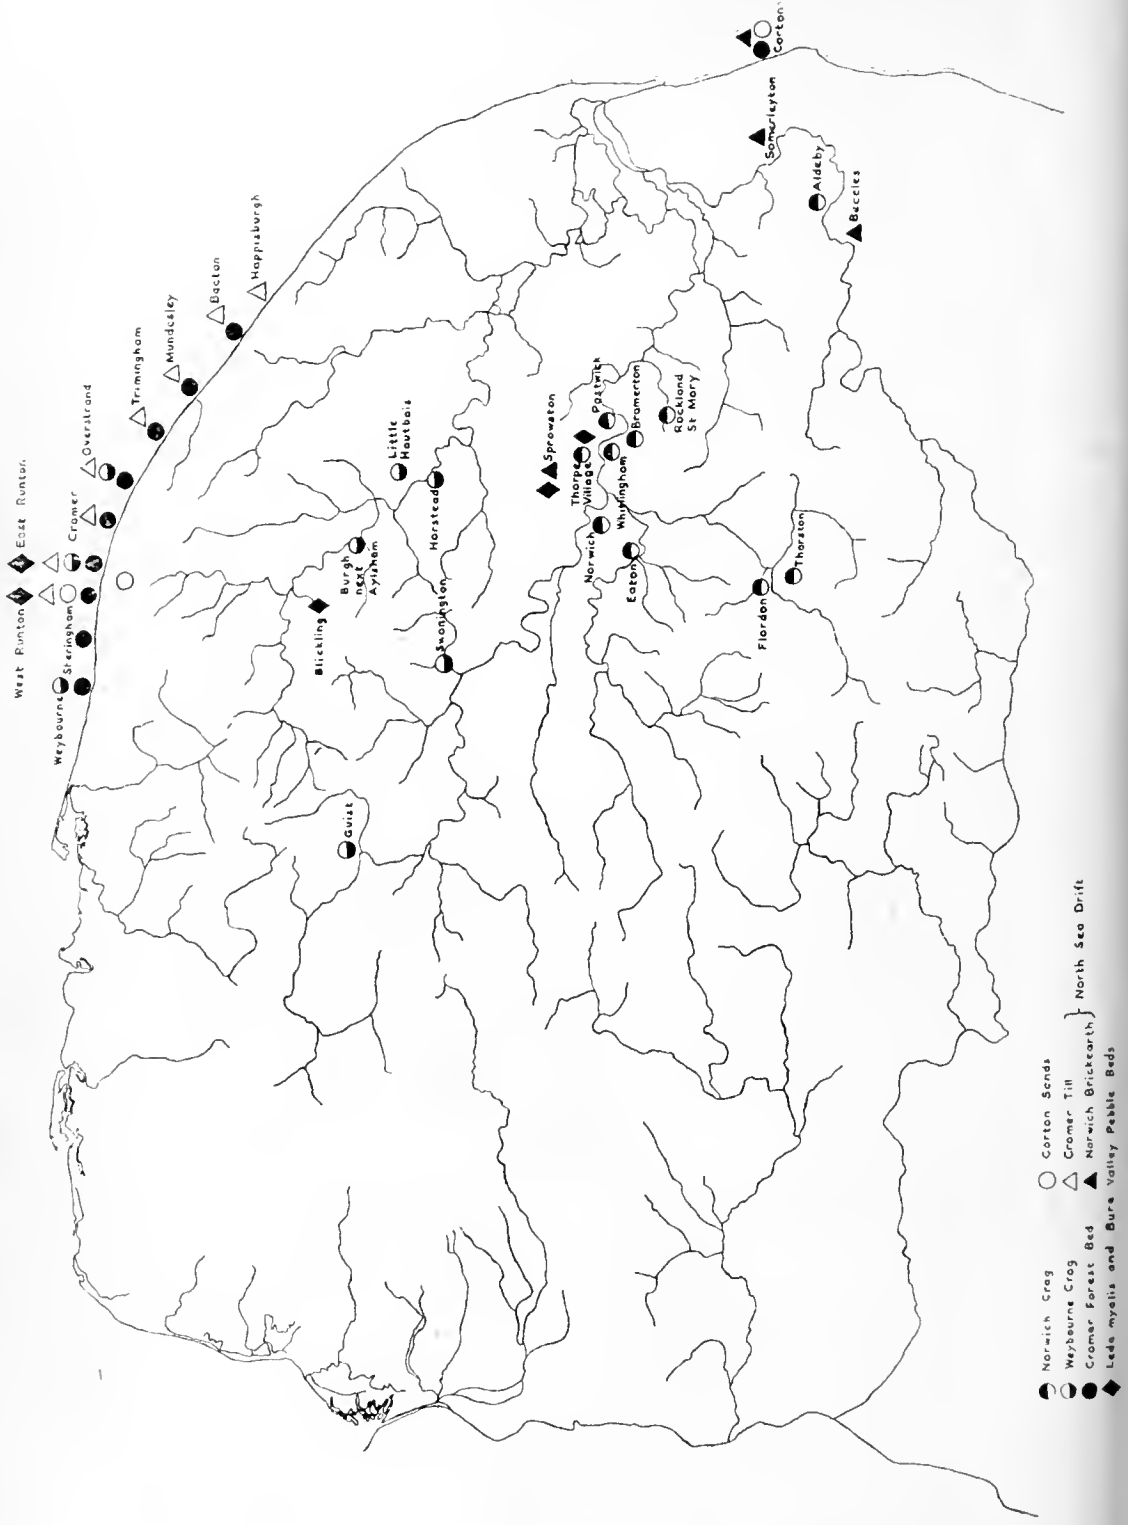 West Runton
East Runton
Weybourne
Sheringham
Cromer
Overstrand
Trimingham
Mundesley
Bacton
Happisburgh
Blickling
Burgh
next
Aylsham
Little
Hautbois
Horstead
Swanington
Guist
Sprowston
Thorpe
Village
Postwick
Norwich
Whitlingham
Bramerton
Eaton
Rockland
St Mary
Flordon
Thorston
Corton
Somerleyton
Aldeby
Beccles
Norwich Crag
Weybourne Crag
Cromer Forest Bed
Leda myalis and Bure Valley Pebble Beds
Corton Sands
Cromer Till
Norwich Brickearth } North Sea Drift